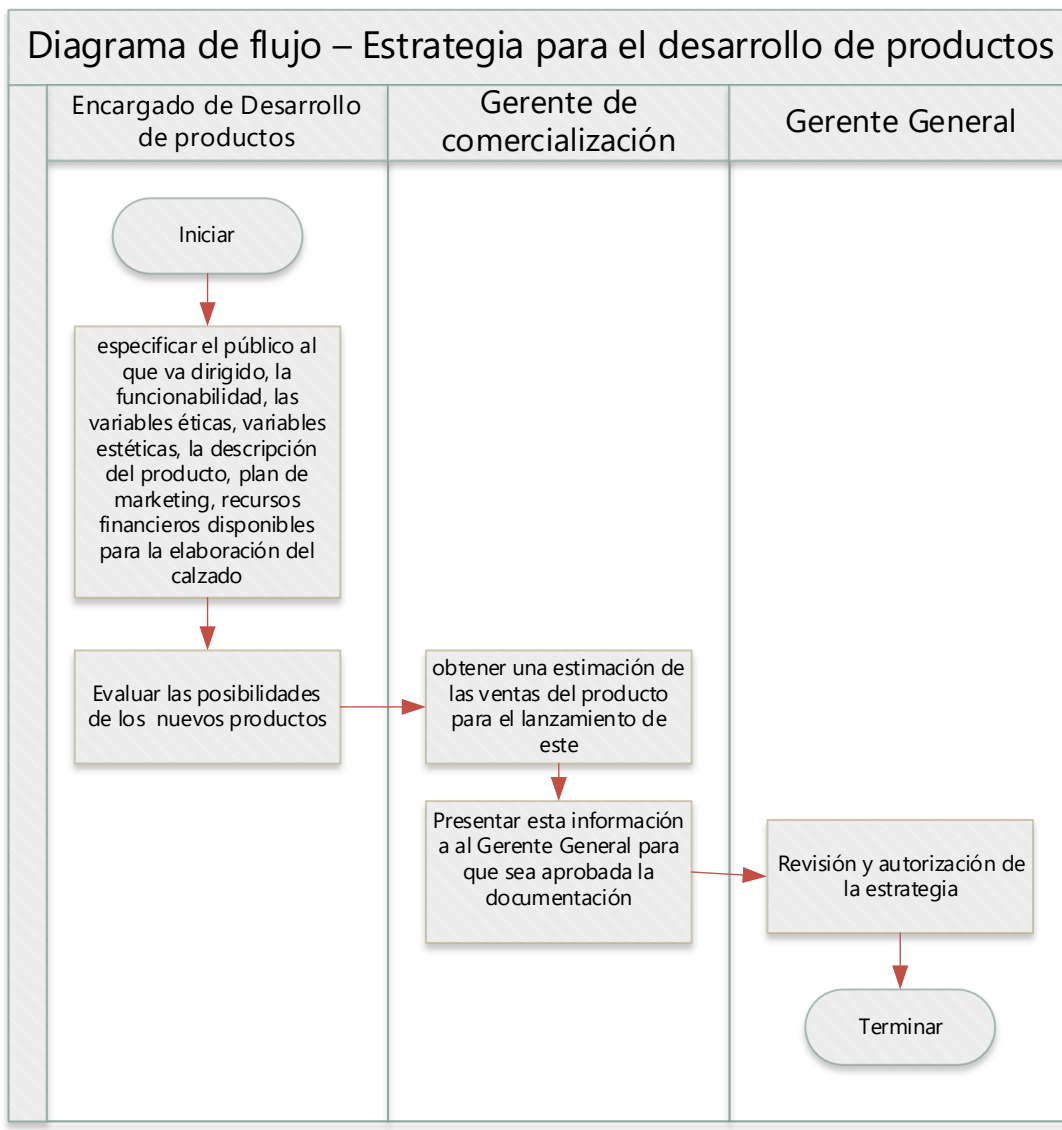 Diagrama de flujo – Estrategia para el desarrollo de productos
Encargado de Desarrollo
de productos
Gerente de
comercialización
Gerente General
Iniciar
especificar el público al
que va dirigido, la
funcionabilidad, las
variables éticas, variables
estéticas, la descripción
del producto, plan de
marketing, recursos
financieros disponibles
para la elaboración del
calzado
Evaluar las posibilidades
de los nuevos productos
obtener una estimación de
las ventas del producto
para el lanzamiento de
este
Presentar esta información
a al Gerente General para
que sea aprobada la
documentación
Revisión y autorización de
la estrategia
Terminar